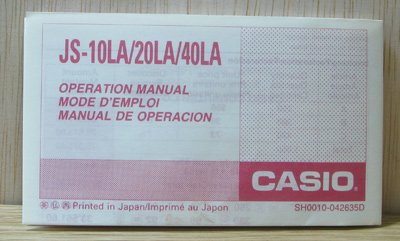 JS-10LA/20LA/40LA
OPERATION MANUAL
MODE D'EMPLOI
MANUAL DE OPERACION
CASIO
Printed in Japan/Imprimé au Japon
SH0010-042635D